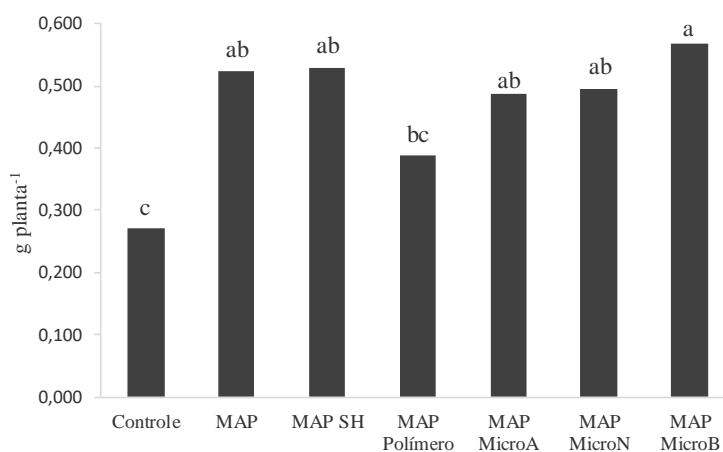 0,600
0,500
0,400
0,300
0,200
0,100
0,000
g planta-1
c
ab
ab
bc
ab
ab
a
Controle
MAP
MAP SH
MAP
Polímero
MAP
MicroA
MAP
MicroN
MAP
MicroB